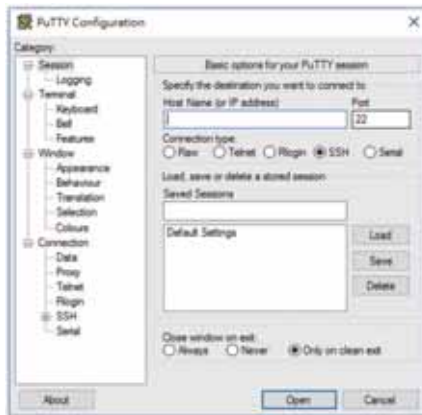 PuTTY Configuration
Category:
Session
Logging
Terminal
Keyboard
Bell
Features
Window
Appearance
Behaviour
Translation
Selection
Colours
Connection
Data
Proxy
Telnet
Rlogin
SSH
Serial
Basic options for your PuTTY session
Specify the destination you want to connect to
Host Name (or IP address) Port
22
Connection type:
Raw Telnet Rlogin SSH Serial
Load, save or delete a stored session
Saved Sessions
Default Settings
Load
Save
Delete
Close window on exit:
Always Never Only on clean exit
About Open Cancel